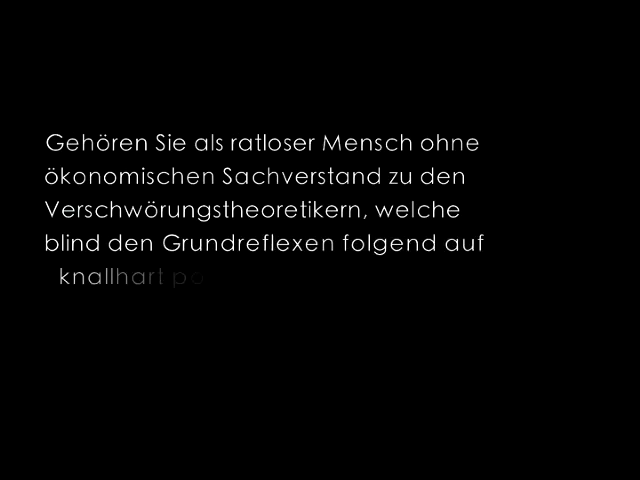 Gehören Sie als ratloser Mensch ohne
ökonomischen Sachverstand zu den
Verschwörungstheoretikern, welche
blind den Grundreflexen folgend auf
knallhart